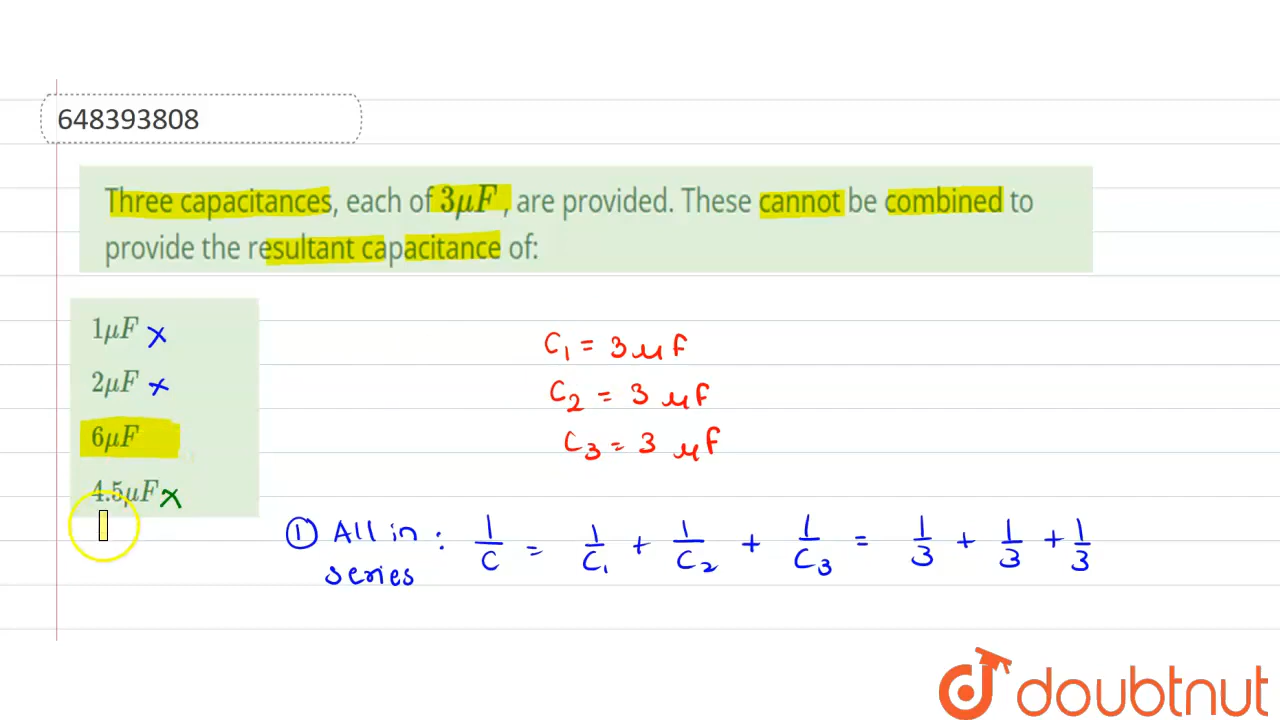 648393808
Three capacitances, each of 3μF, are provided. These cannot be combined to
provide the resultant capacitance of:
1μF ×
2μF ×
6μF
4.5μF ×
C₁ = 3 μF
C₂ = 3 μF
C₃ = 3 μF
① All in series : 1/C = 1/C₁ + 1/C₂ + 1/C₃ = 1/3 + 1/3 + 1/3
doubtnut